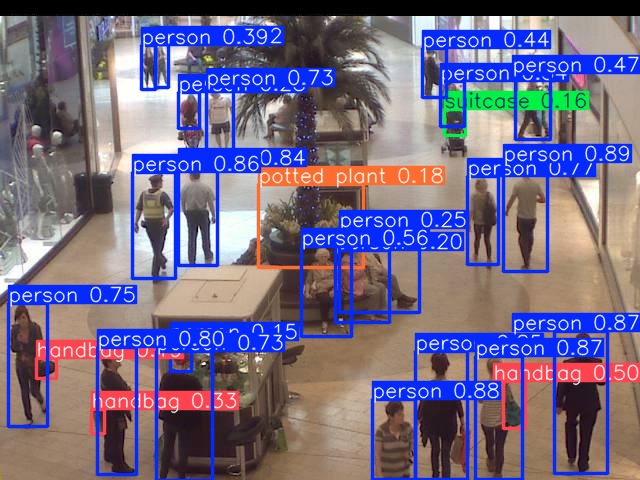 person 0.392
person 0.44
person 0.47
person 0.73
suitcase 0.16
person 0.86
0.84
person 0.89
0.77
potted plant 0.18
person 0.25
person 0.56
0.20
person 0.75
person 0.87
person 0.80
0.15
0.73
person 0.87
handbag
person 0.88
handbag 0.50
handbag 0.33